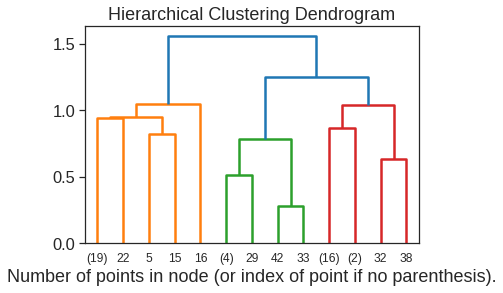 Hierarchical Clustering Dendrogram
1.5
1.0
0.5
0.0
(19) 22 5 15 16 (4) 29 42 33 (16) (2) 32 38
Number of points in node (or index of point if no parenthesis).